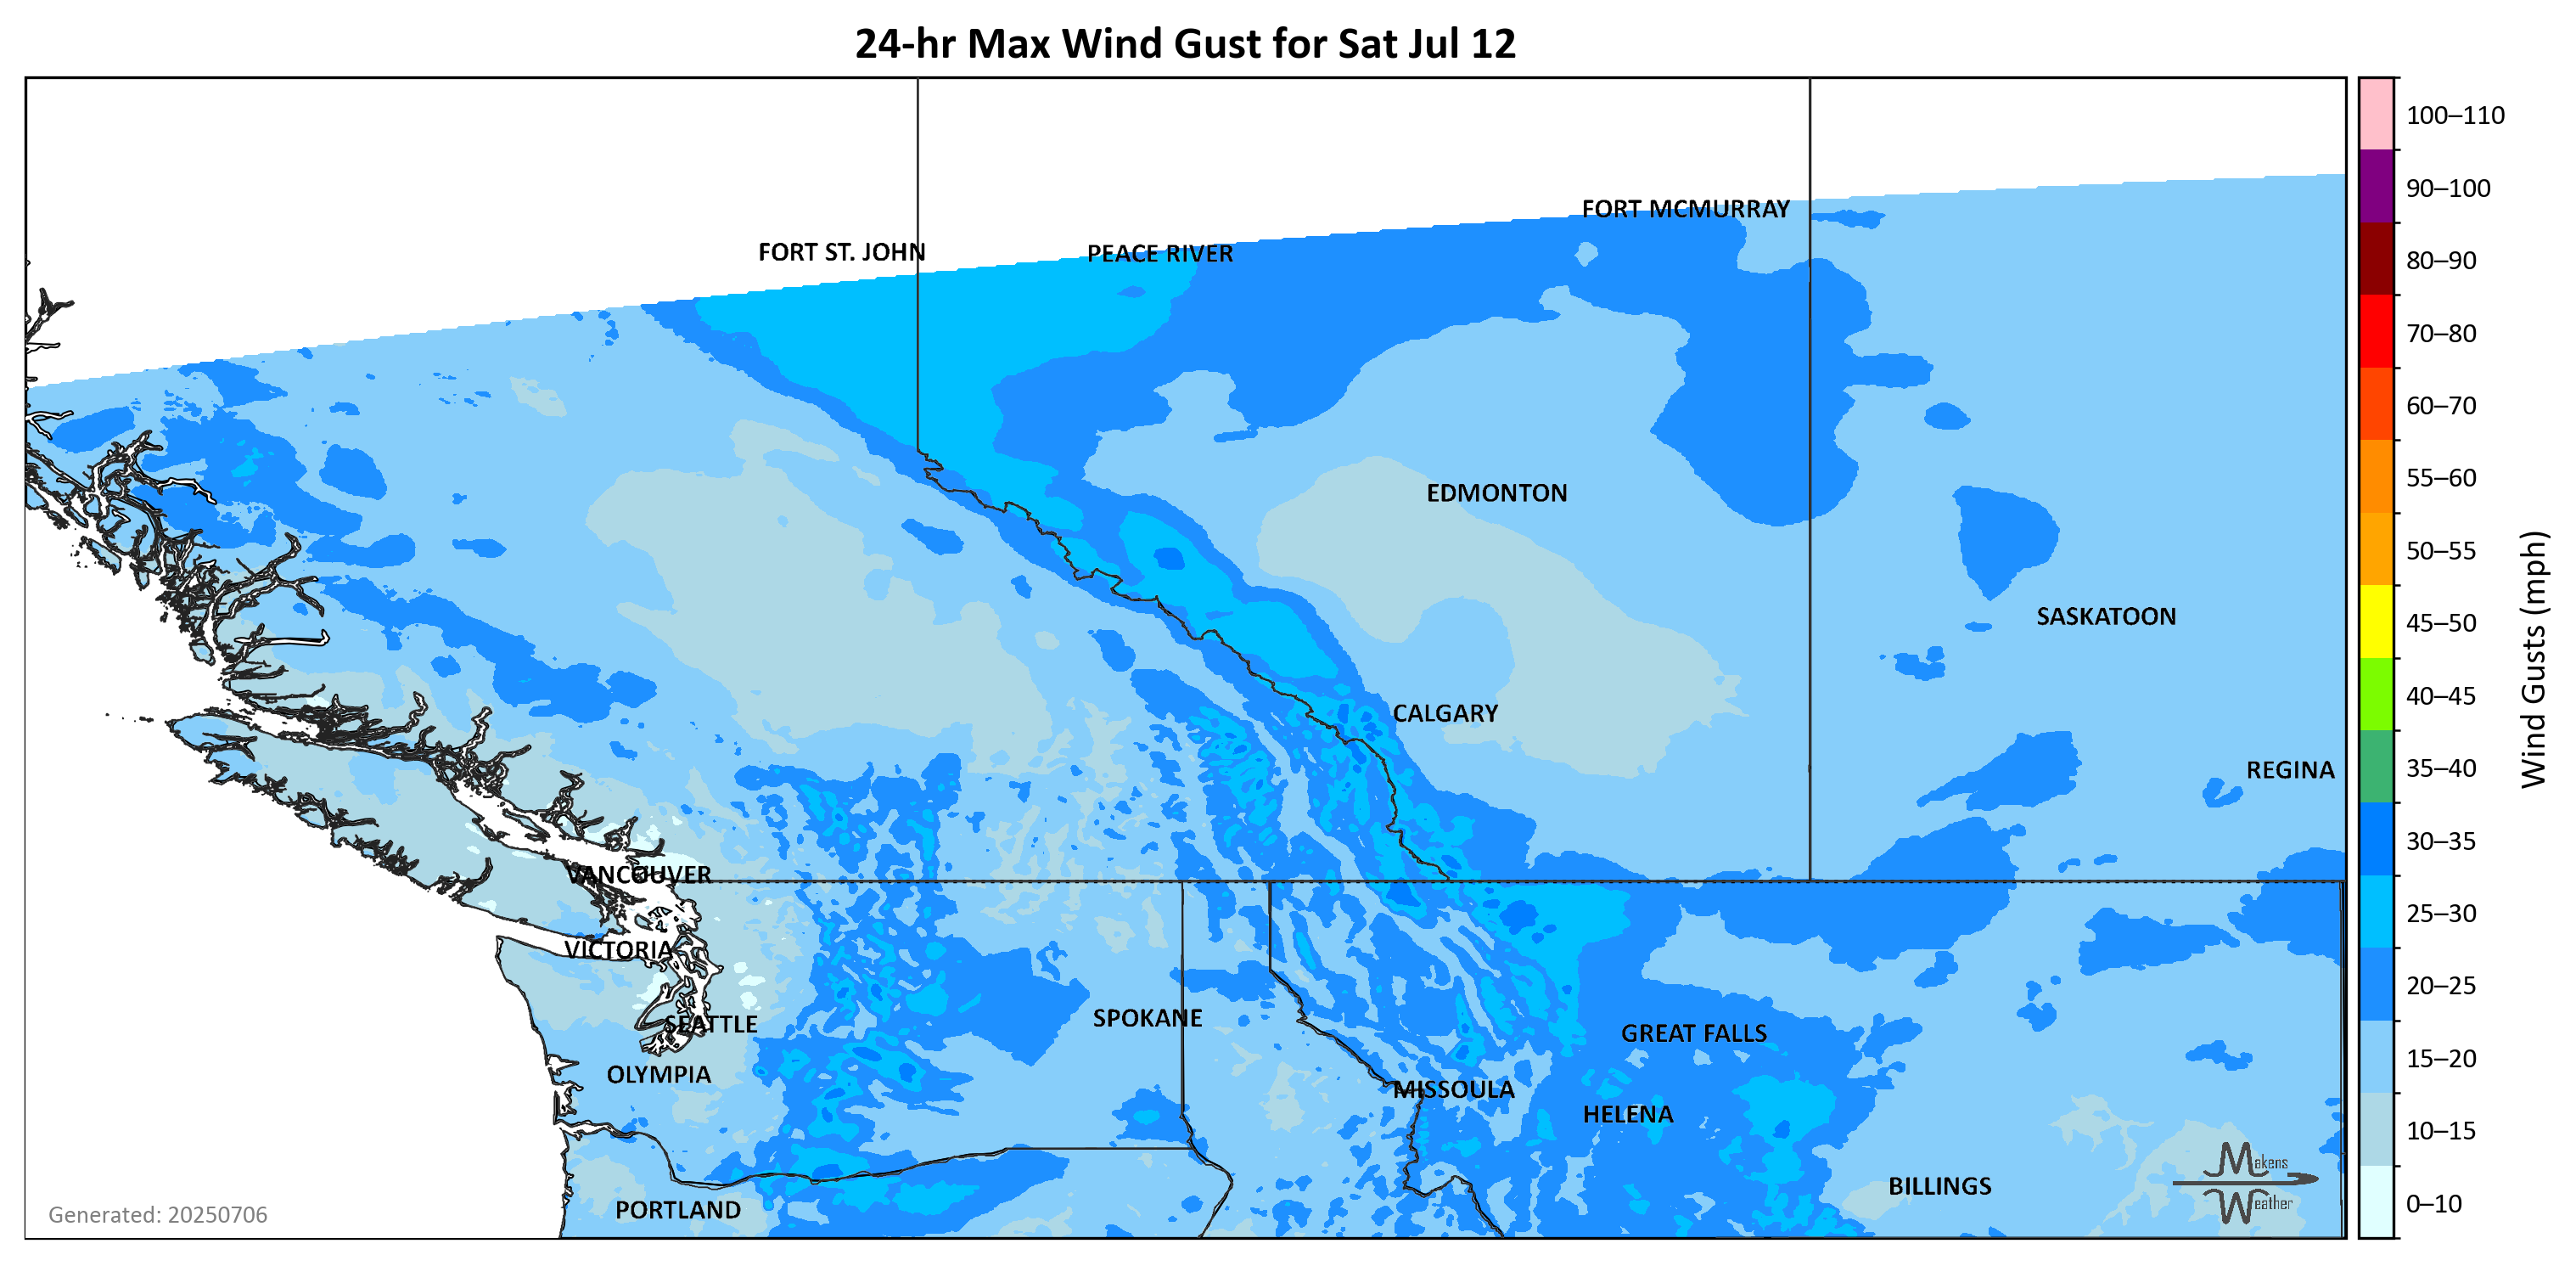 24-hr Max Wind Gust for Sat Jul 12
100–110
90–100
80–90
70–80
60–70
55–60
50–55
45–50
40–45
35–40
30–35
25–30
20–25
15–20
10–15
0–10
Wind Gusts (mph)
FORT MCMURRAY
FORT ST. JOHN
PEACE RIVER
EDMONTON
SASKATOON
CALGARY
REGINA
VANCOUVER
VICTORIA
SPOKANE
SEATTLE
GREAT FALLS
OLYMPIA
MISSOULA
HELENA
BILLINGS
PORTLAND
Makens
Weather
Generated: 20250706